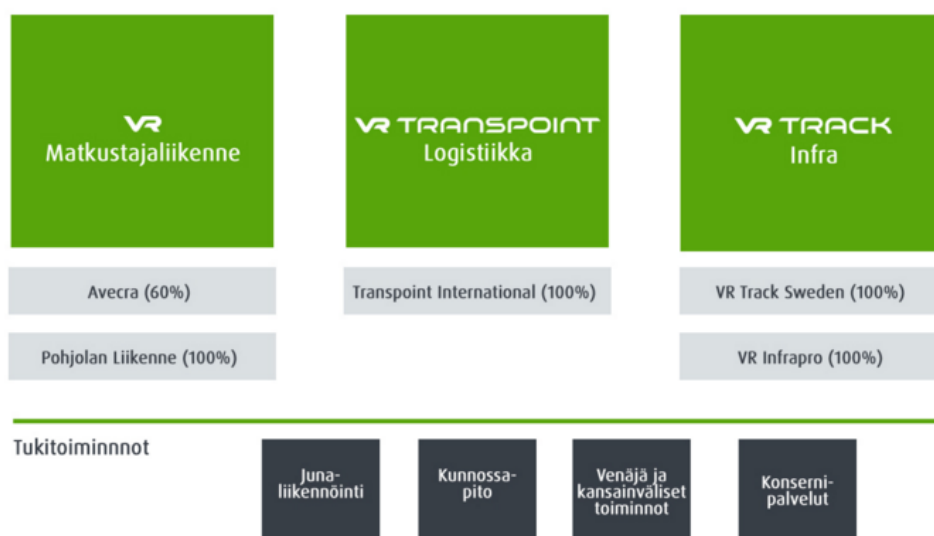 VR
Matkustajaliikenne
VR TRANSPOINT
Logistiikka
VR TRACK
Infra
Avecra (60%)
Transpoint International (100%)
VR Track Sweden (100%)
Pohjolan Liikenne (100%)
VR Infrapro (100%)
Tukitoiminnnot
Juna-
liikennöinti
Kunnossa-
pito
Venäjä ja
kansainväliset
toiminnot
Konserni-
palvelut